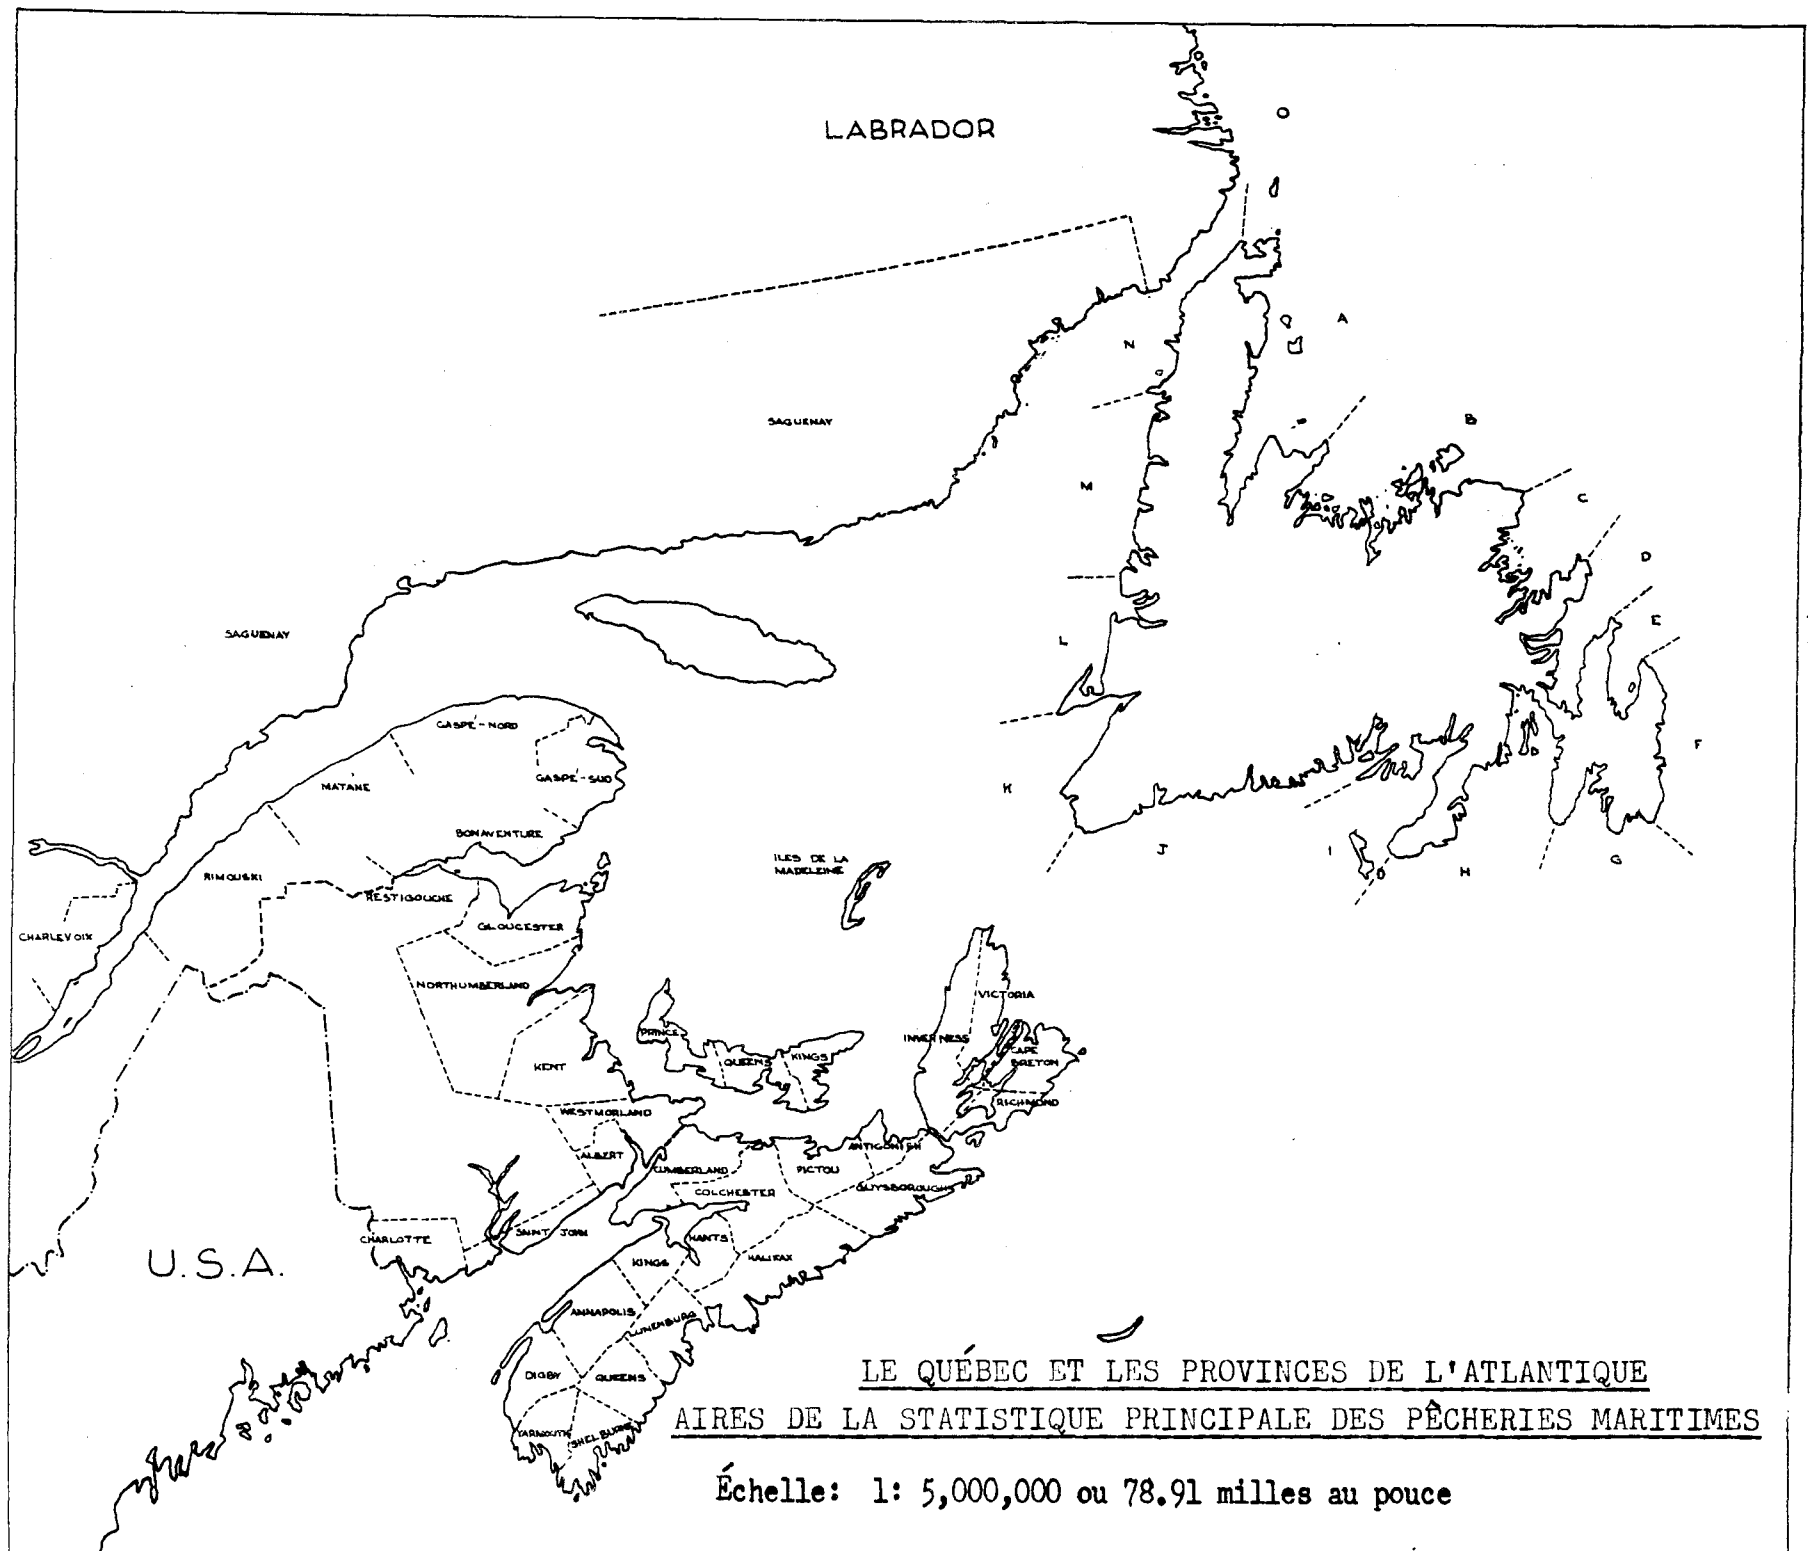 LABRADOR
O
A
N
SAGUENAY
B
M
C
D
SAGUENAY
L
E
GASPÉ-NORD
F
GASPÉ-SUD
MATANE
K
BONAVENTURE
J
I
ILES DE LA
MADELEINE
G
H
RIMOUSKI
RESTIGOUCHE
GLOUCESTER
CHARLEVOIX
NORTHUMBERLAND
VICTORIA
PRINCE
INVERNESS
CAPE
BRETON
QUEENS
KINGS
KENT
RICHMOND
WESTMORLAND
ANTIGONISH
ALBERT
CUMBERLAND
PICTOU
COLCHESTER
GUYSBOROUGH
SAINT JOHN
CHARLOTTE
HANTS
HALIFAX
U.S.A.
KINGS
ANNAPOLIS
LUNENBURG
DIGBY
QUEENS
YARMOUTH
SHELBURNE
LE QUÉBEC ET LES PROVINCES DE L'ATLANTIQUE
AIRES DE LA STATISTIQUE PRINCIPALE DES PÊCHERIES MARITIMES
Échelle: 1: 5,000,000 ou 78.91 milles au pouce